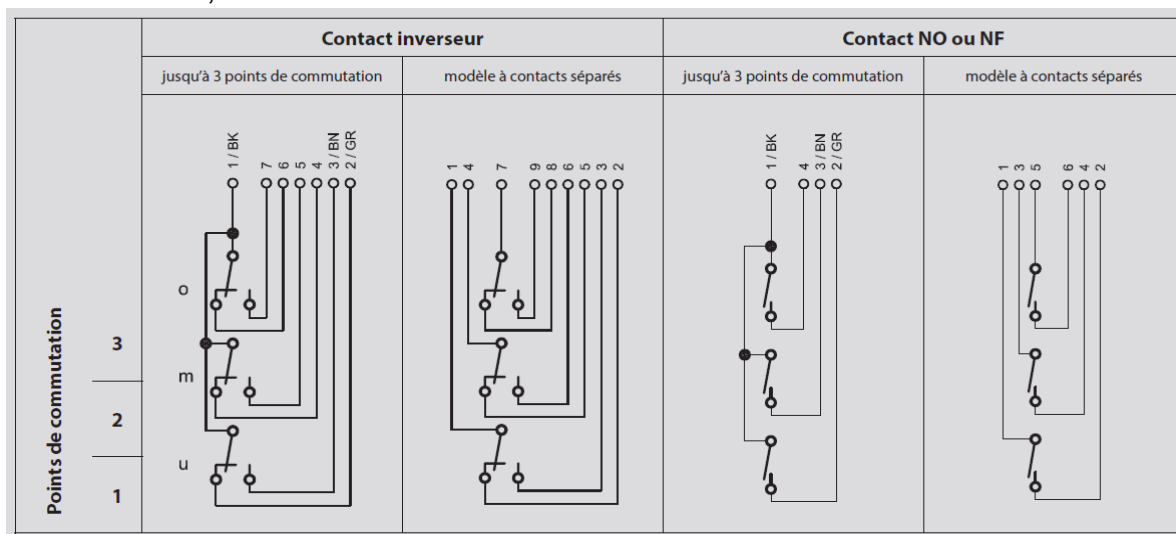 Contact inverseur
Contact NO ou NF
jusqu'à 3 points de commutation
modèle à contacts séparés
jusqu'à 3 points de commutation
modèle à contacts séparés
Points de commutation
3
2
1
o
m
u
1 / BK
7
6
5
4
3 / BN
2 / GR
1
4
7
9
8
6
5
3
2
1 / BK
4
3 / BN
2 / GR
1
3
5
6
4
2